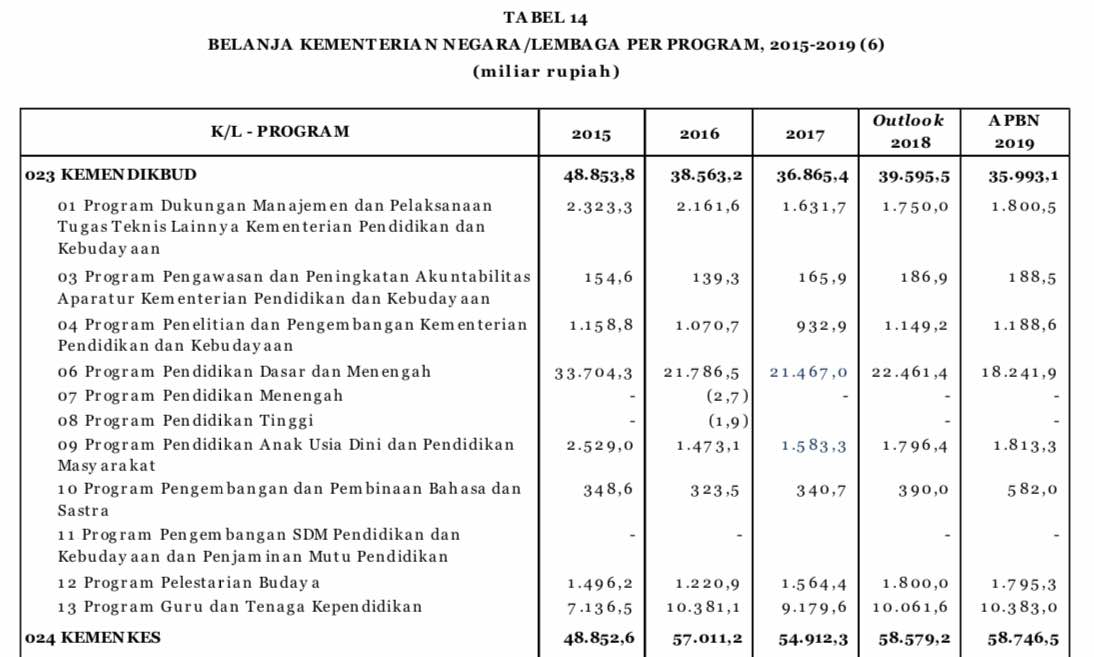 TABEL 14
BELANJA KEMENTERIAN NEGARA/LEMBAGA PER PROGRAM, 2015-2019 (6)
(miliar rupiah)
K/L - PROGRAM 2015 2016 2017 Outlook 2018 APBN 2019
023 KEMENDIKBUD 48.853,8 38.563,2 36.865,4 39.595,5 35.993,1
01 Program Dukungan Manajemen dan Pelaksanaan 2.323,3 2.161,6 1.631,7 1.750,0 1.800,5
Tugas Teknis Lainnya Kementerian Pendidikan dan
Kebudayaan
03 Program Pengawasan dan Peningkatan Akuntabilitas 154,6 139,3 165,9 186,9 188,5
Aparatur Kementerian Pendidikan dan Kebudayaan
04 Program Penelitian dan Pengembangan Kementerian 1.158,8 1.070,7 932,9 1.149,2 1.188,6
Pendidikan dan Kebudayaan
06 Program Pendidikan Dasar dan Menengah 33.704,3 21.786,5 21.467,0 22.461,4 18.241,9
07 Program Pendidikan Menengah - (2,7) - - -
08 Program Pendidikan Tinggi - (1,9) - -
09 Program Pendidikan Anak Usia Dini dan Pendidikan 2.529,0 1.473,1 1.583,3 1.796,4 1.813,3
Masyarakat
10 Program Pengembangan dan Pembinaan Bahasa dan 348,6 323,5 340,7 390,0 582,0
Sastra
11 Program Pengembangan SDM Pendidikan dan - - - -
Kebudayaan dan Penjaminan Mutu Pendidikan
12 Program Pelestarian Budaya 1.496,2 1.220,9 1.564,4 1.800,0 1.795,3
13 Program Guru dan Tenaga Kependidikan 7.136,5 10.381,1 9.179,6 10.061,6 10.383,0
024 KEMENKES 48.852,6 57.011,2 54.912,3 58.579,2 58.746,5